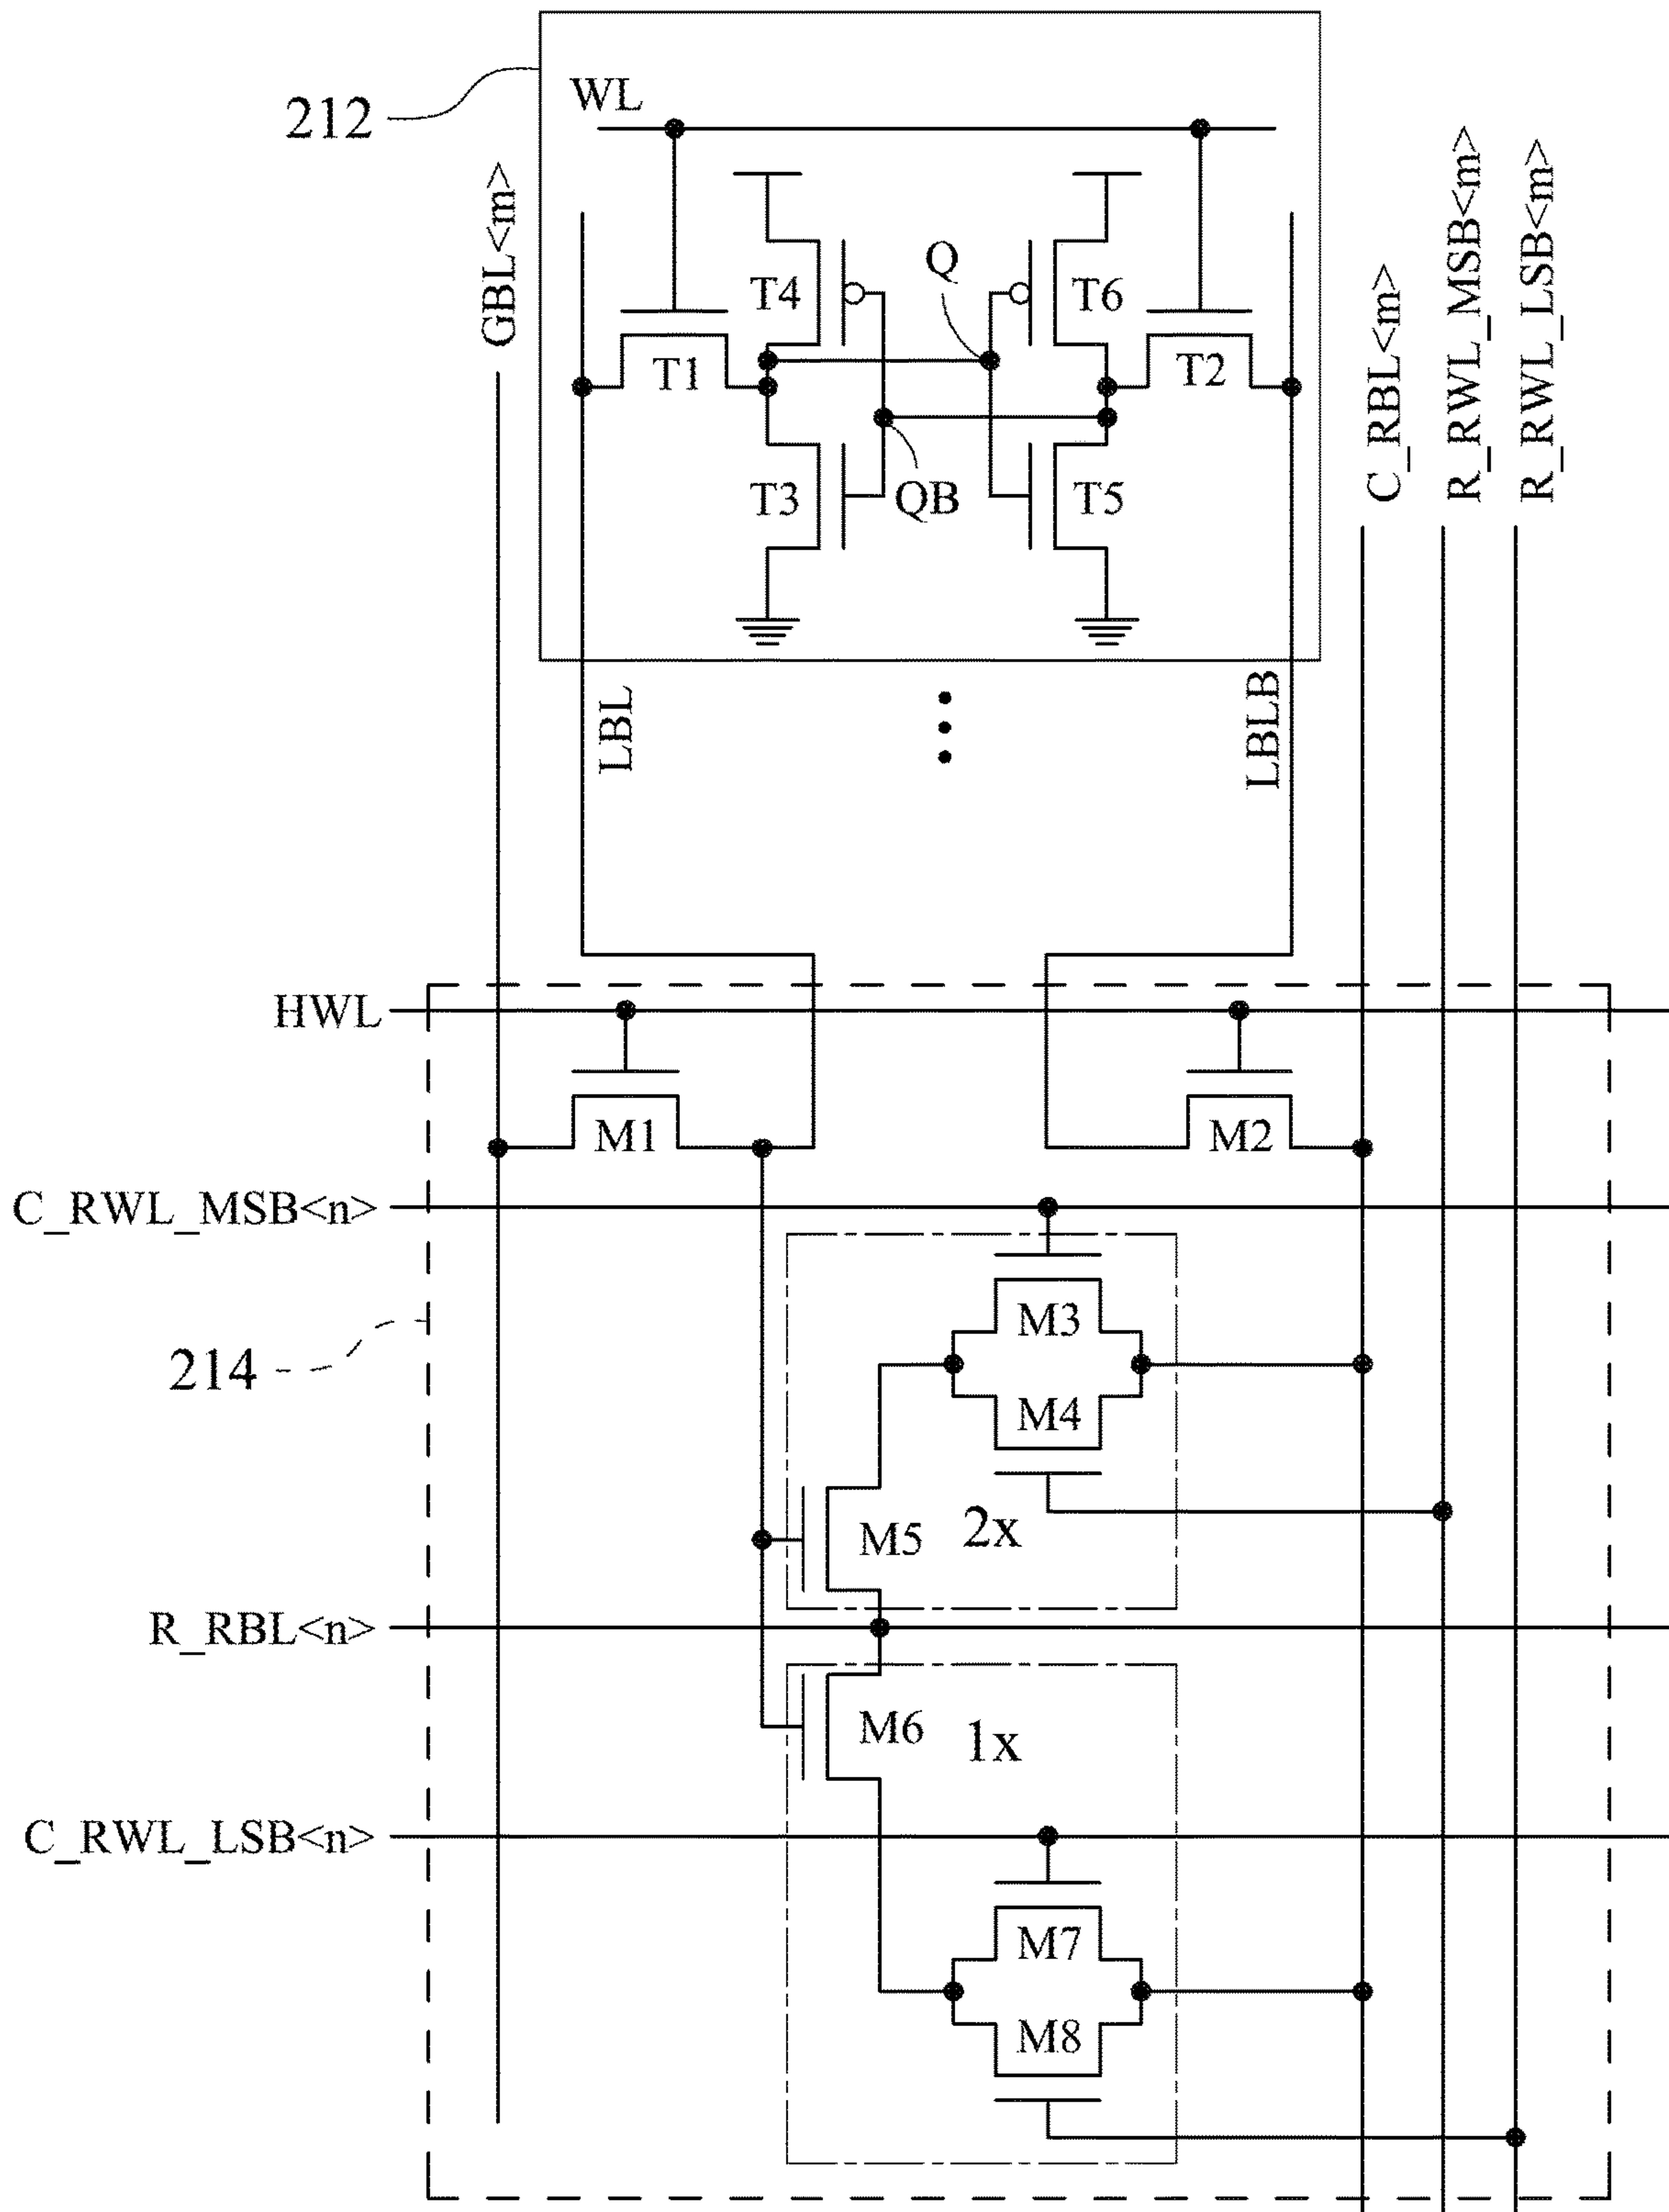 WL
212
GBL<m>
T4
Q
T6
T1
T2
T3
QB
T5
C_RBL<m>
R_RWL_MSB<m>
R_RWL_LSB<m>
LBL
LBLB
HWL
M1
M2
C_RWL_MSB<n>
M3
214
M4
2x
M5
R_RBL<n>
M6
1x
C_RWL_LSB<n>
M7
M8